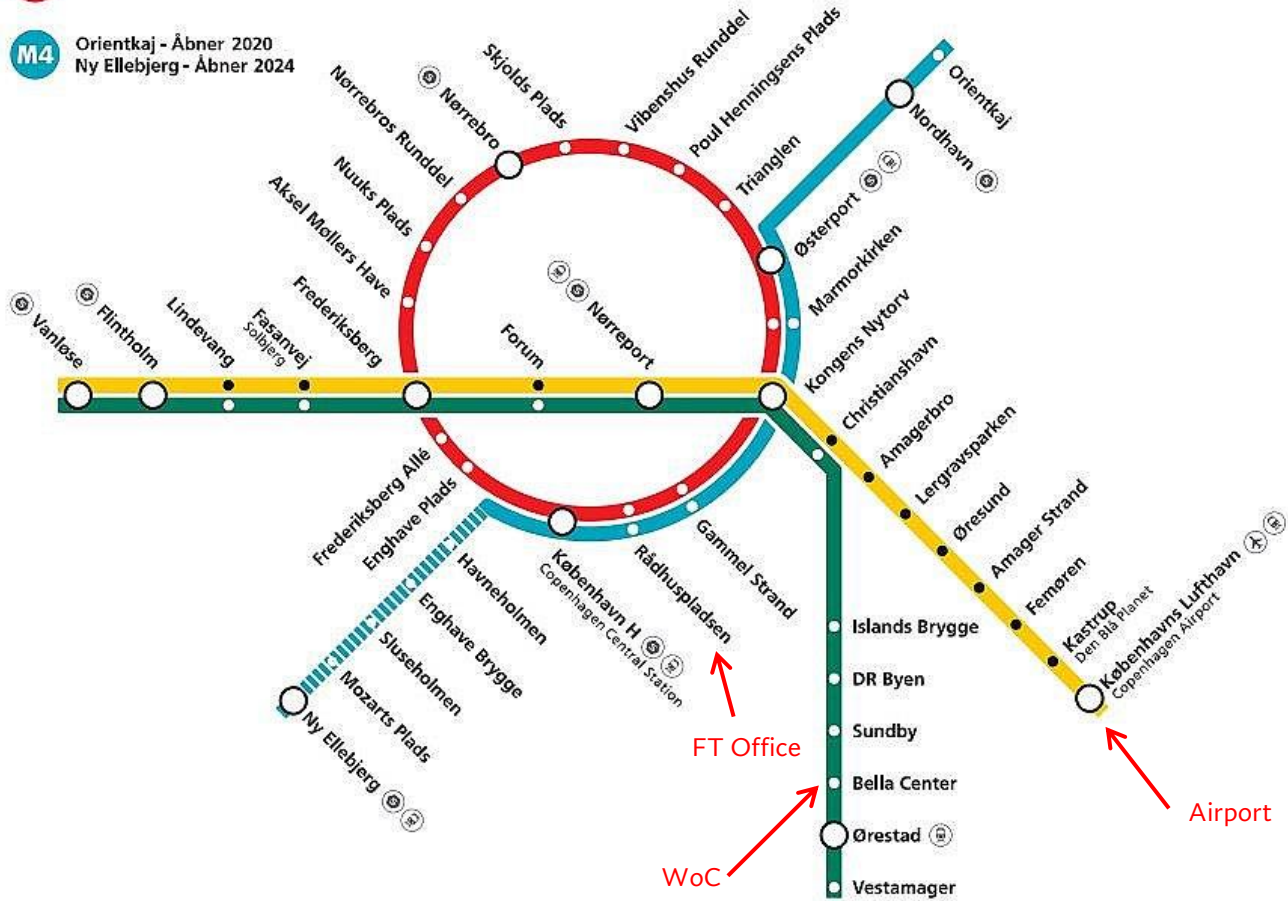 M4
Orientkaj - Åbner 2020
Ny Ellebjerg - Åbner 2024
Vanløse
Flintholm
Lindevang
Fasanvej
Solbjerg
Frederiksberg
Aksel Møllers Have
Nuuks Plads
Nørrebros Runddel
Nørrebro
Skjolds Plads
Vibenshus Runddel
Poul Henningsens Plads
Trianglen
Østerport
Nordhavn
Orientkaj
Marmorkirken
Kongens Nytorv
Forum
Nørreport
Christianshavn
Amagerbro
Lergravsparken
Øresund
Amager Strand
Femøren
Kastrup
Den Blå Planet
Københavns Lufthavn
Copenhagen Airport
Frederiksberg Allé
Enghave Plads
København H
Copenhagen Central Station
Rådhuspladsen
Gammel Strand
Havneholmen
Enghave Brygge
Sluseholmen
Mozarts Plads
Ny Ellebjerg
Islands Brygge
DR Byen
Sundby
Bella Center
Ørestad
Vestamager
FT Office
WoC
Airport